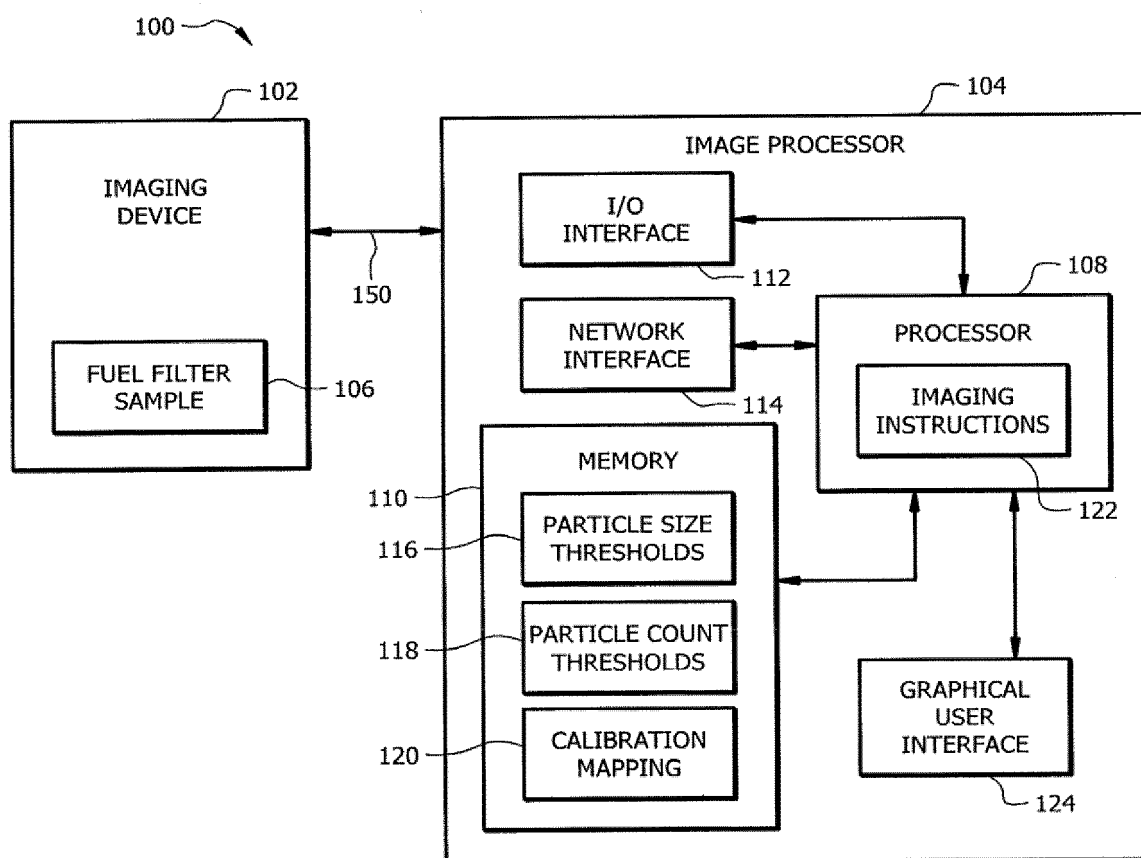 100
102
104
IMAGING
DEVICE
IMAGE PROCESSOR
I/O
INTERFACE
112
108
150
NETWORK
INTERFACE
114
PROCESSOR
IMAGING
INSTRUCTIONS
122
FUEL FILTER
SAMPLE
106
MEMORY
110
PARTICLE SIZE
THRESHOLDS
116
PARTICLE COUNT
THRESHOLDS
118
CALIBRATION
MAPPING
120
GRAPHICAL
USER
INTERFACE
124